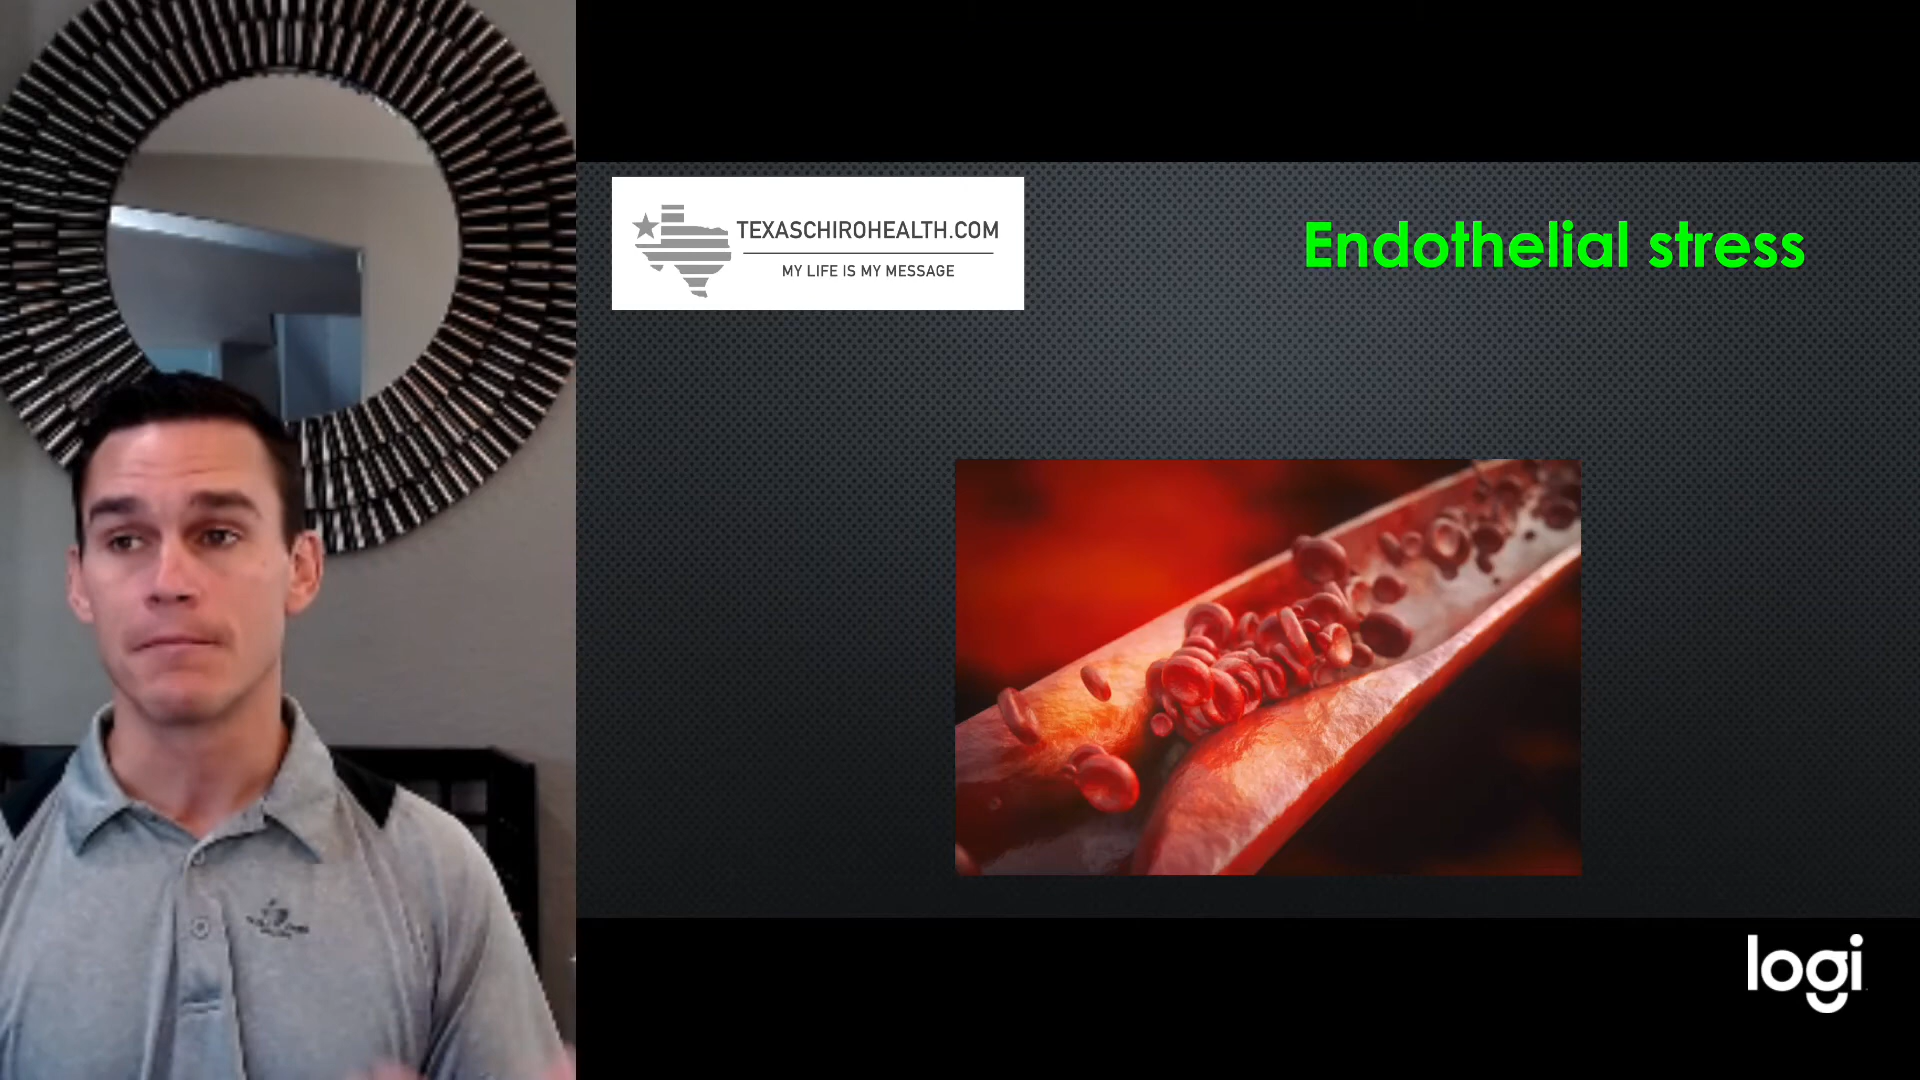 TEXASCHIROHEALTH.COM
MY LIFE IS MY MESSAGE
Endothelial stress
logi